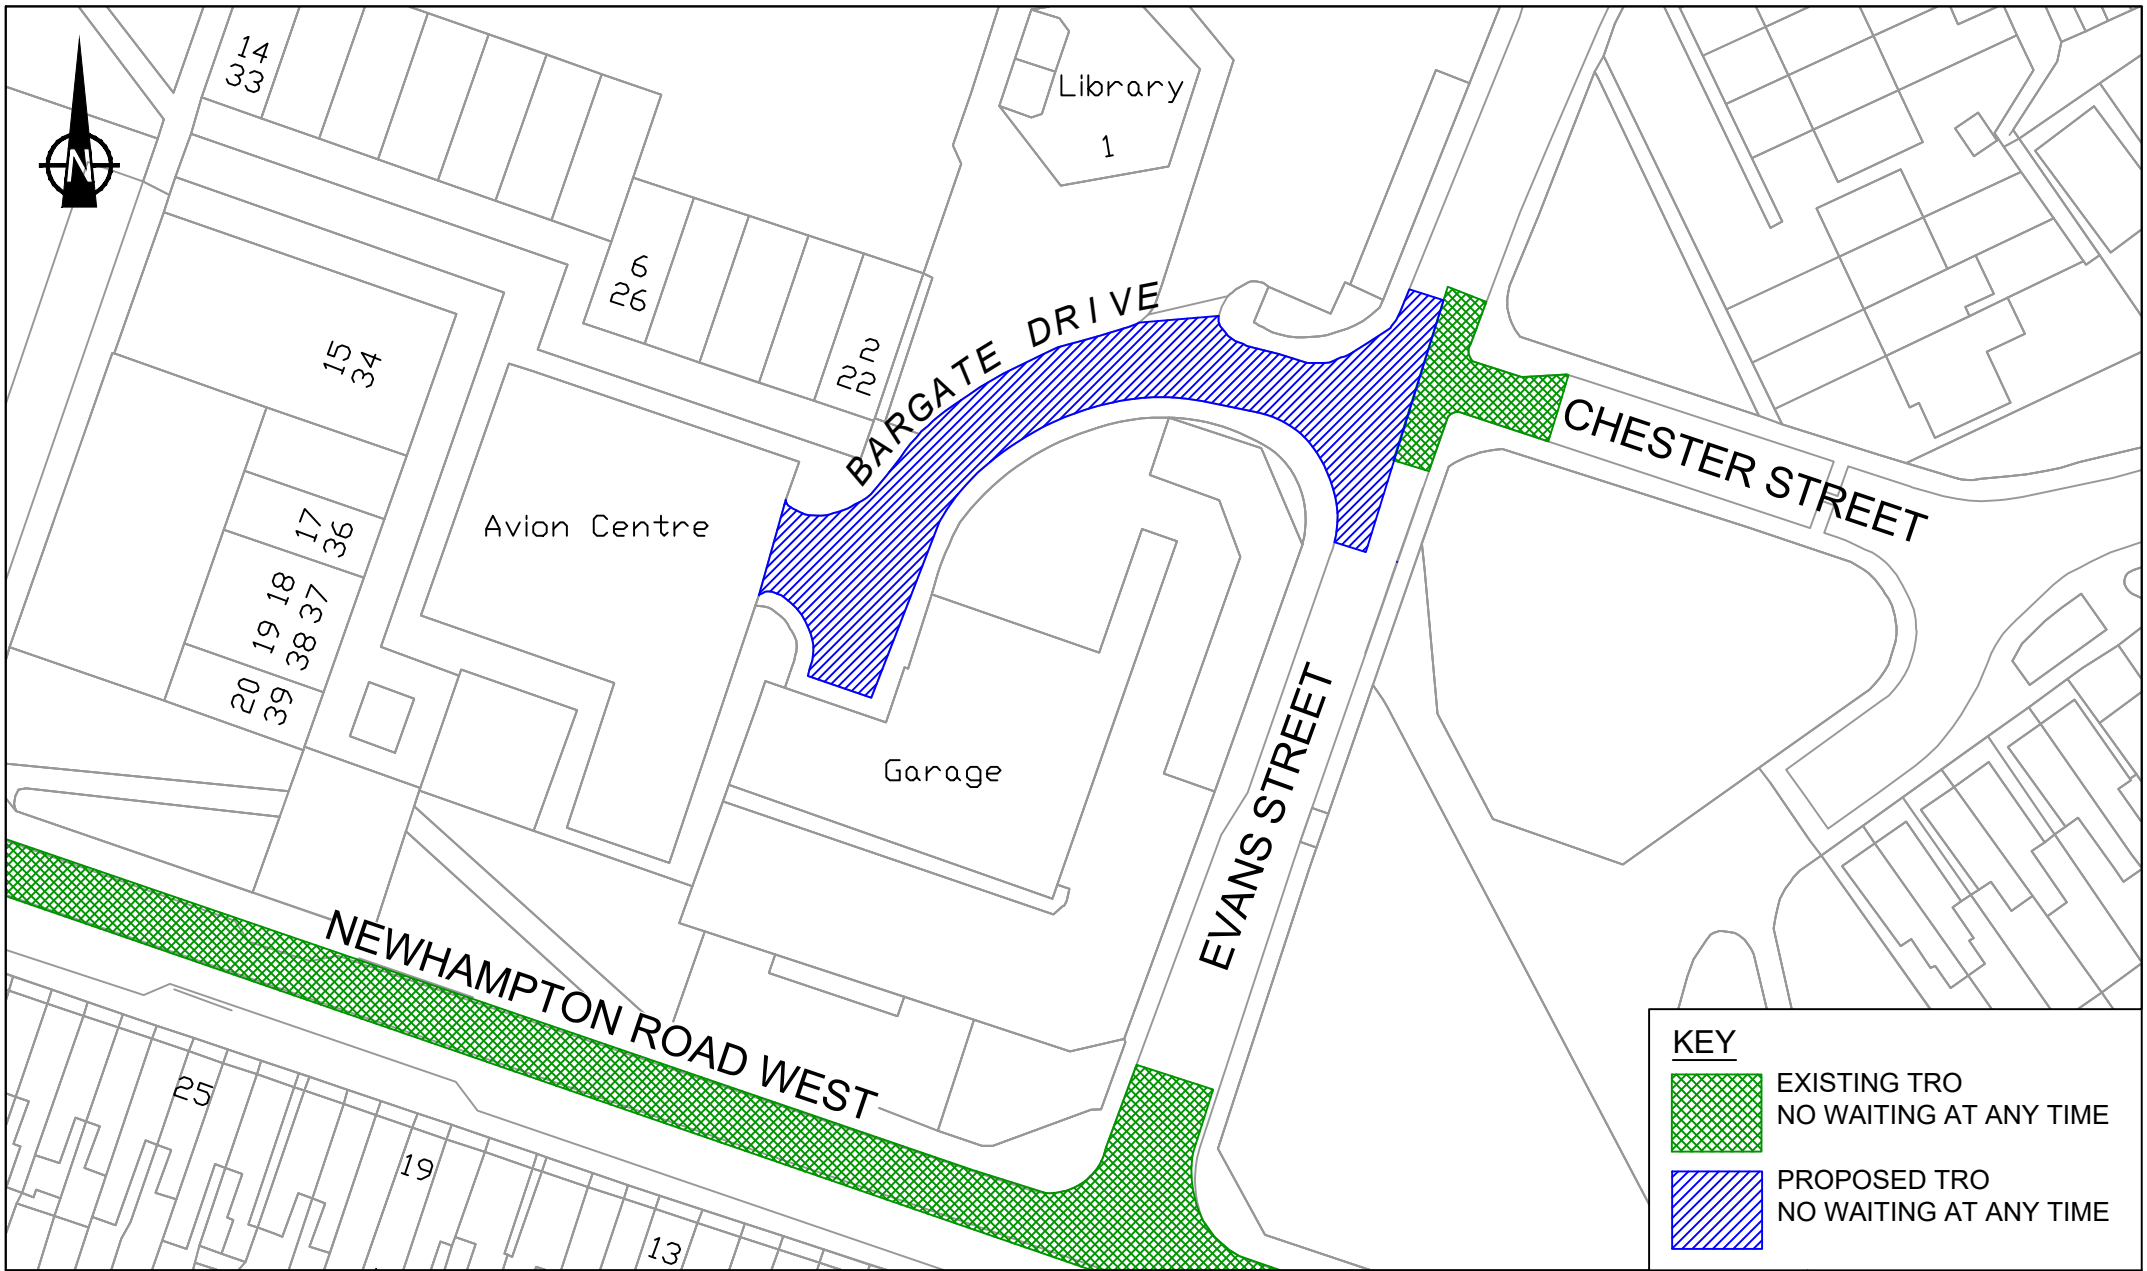 14
33
Library
1
N
6
26
22
22
15
34
BARGATE DRIVE
CHESTER STREET
Avion Centre
17
36
18
37
19
38
20
39
Garage
EVANS STREET
NEWHAMPTON ROAD WEST
25
19
13
KEY
EXISTING TRO
NO WAITING AT ANY TIME
PROPOSED TRO
NO WAITING AT ANY TIME